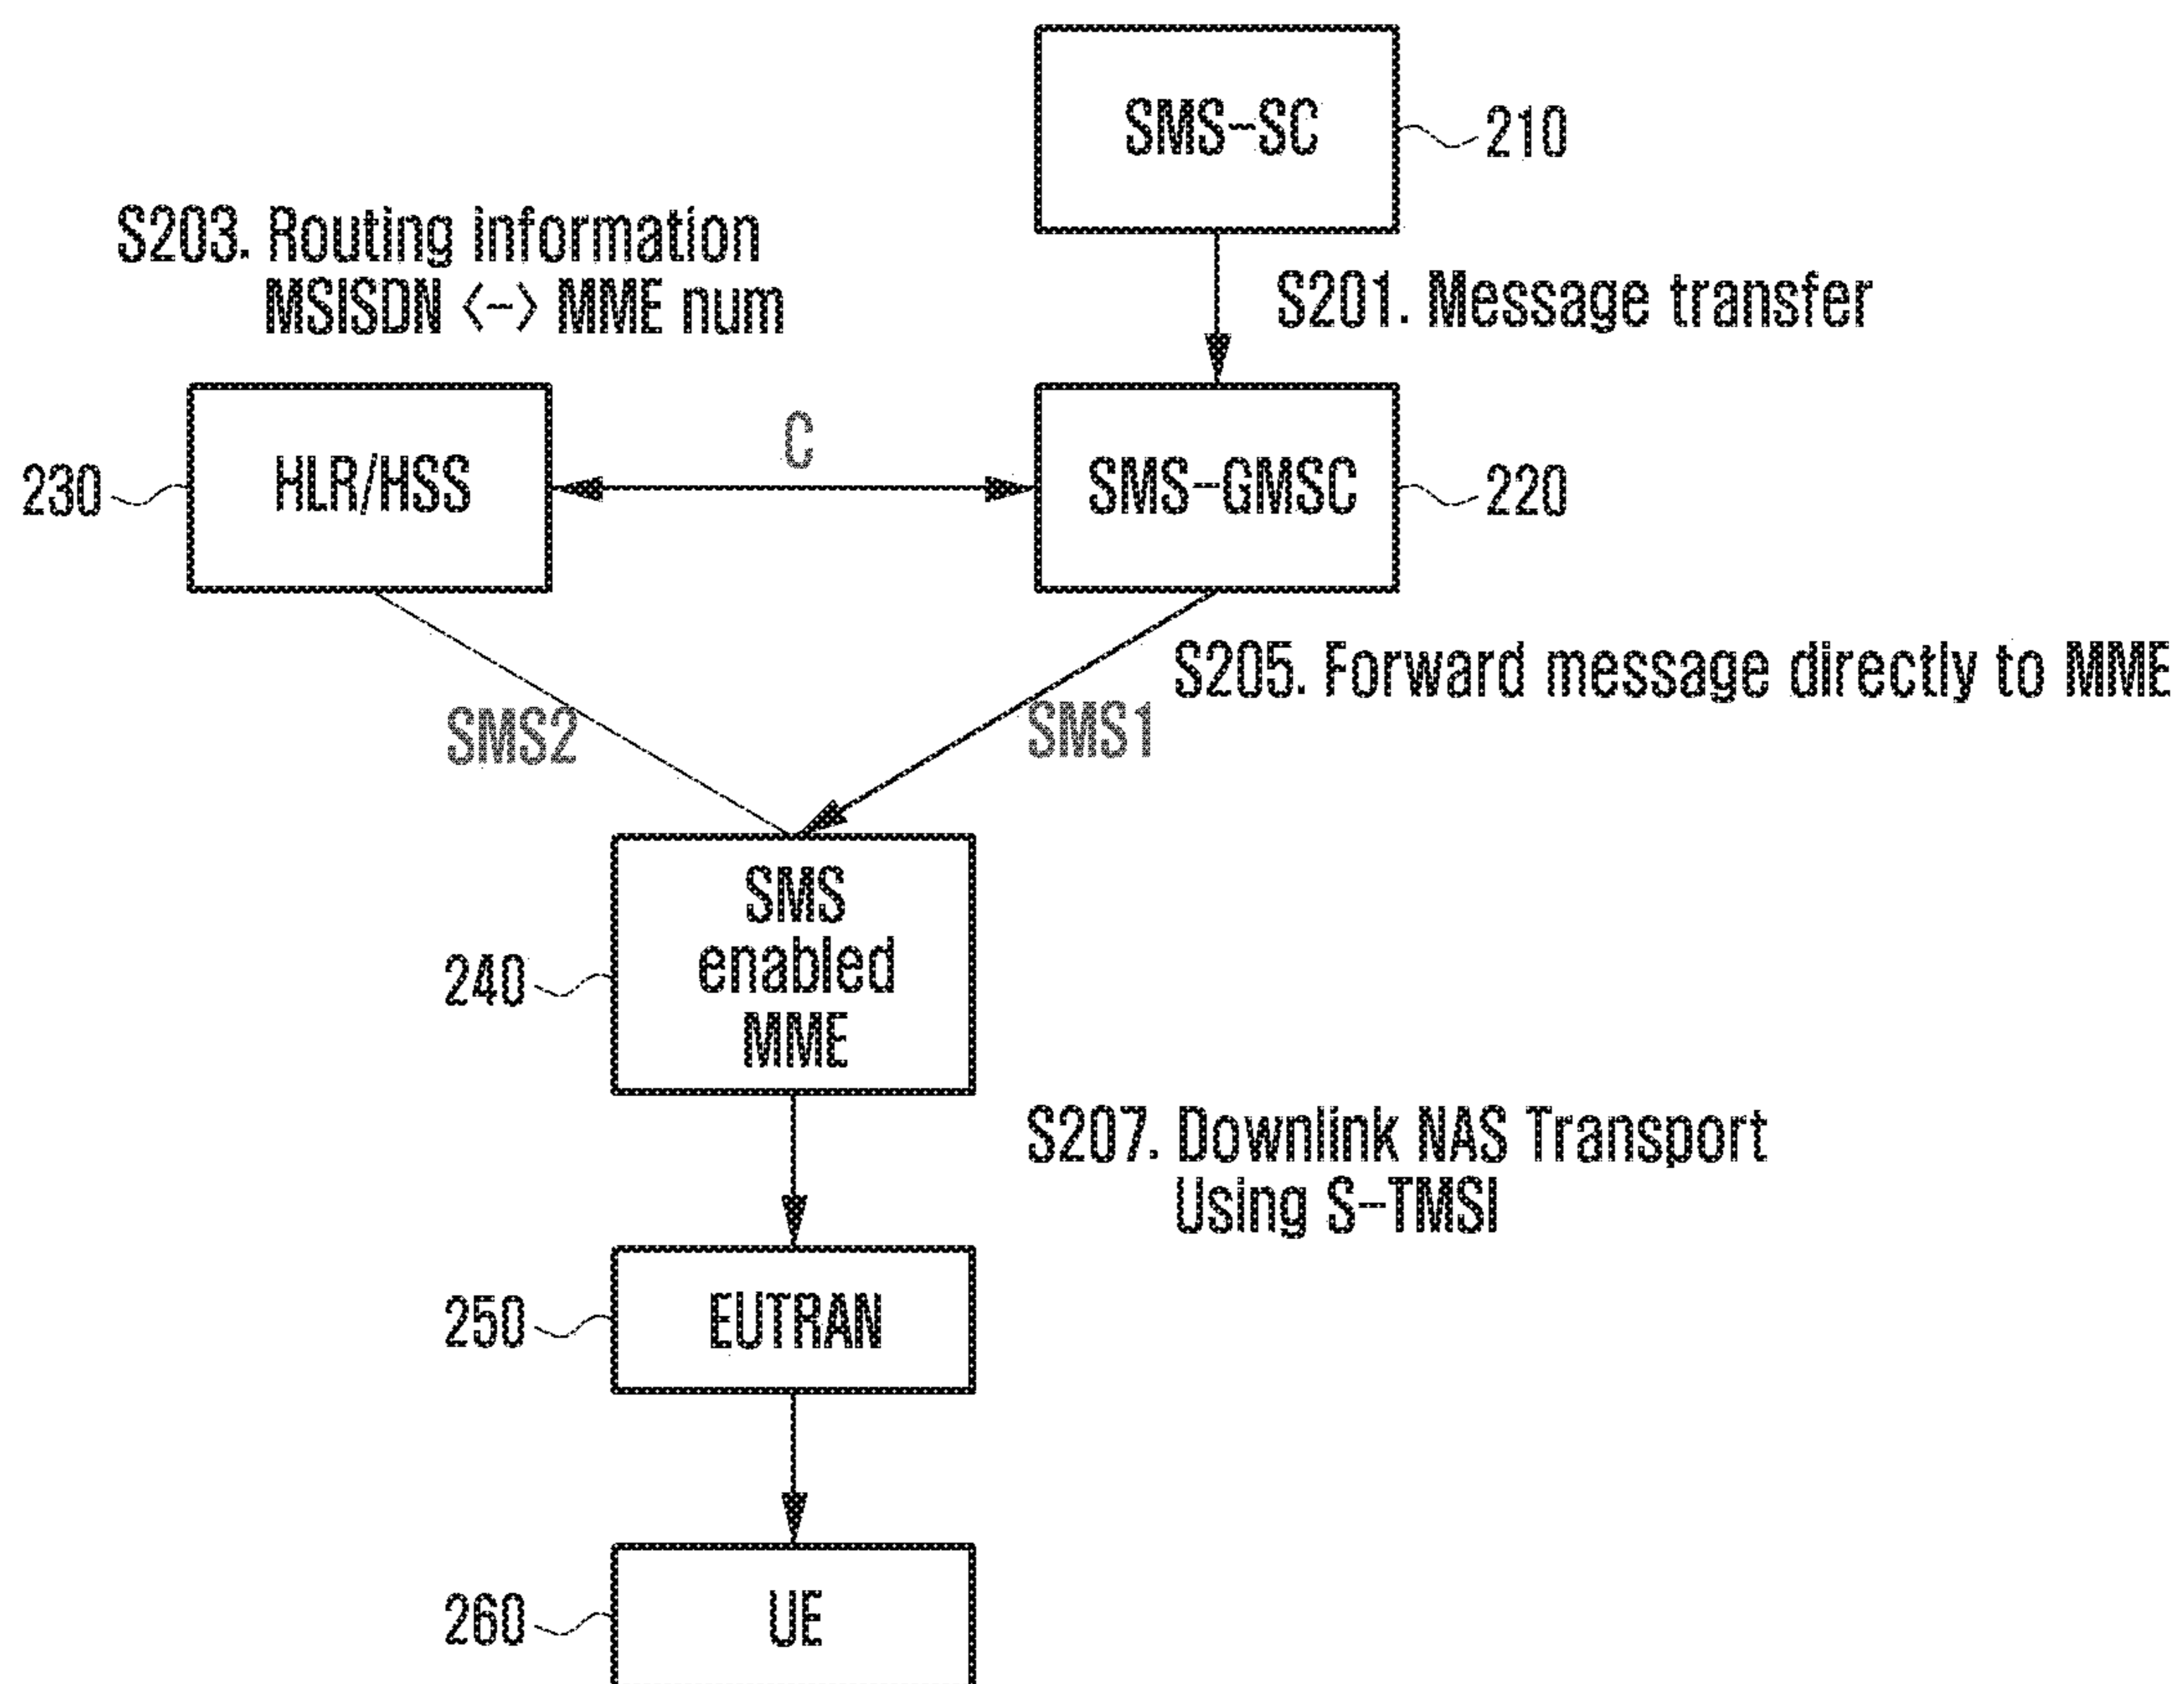 SMS-SC
210
S203. Routing information
MSISDN <-> MME num
S201. Message transfer
C
230
HLR/HSS
SMS-GMSC
220
S205. Forward message directly to MME
SMS2
SMS1
SMS
enabled
MME
240
S207. Downlink NAS Transport
Using S-TMSI
250
EUTRAN
260
UE